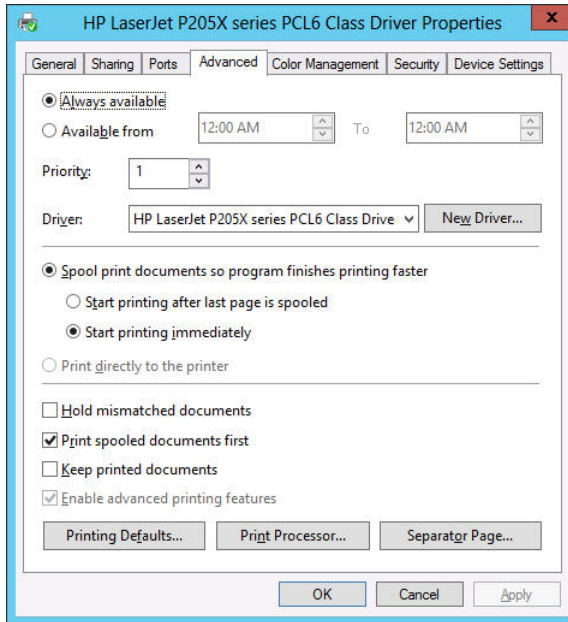 HP LaserJet P205X series PCL6 Class Driver Properties x
General Sharing Ports Advanced Color Management Security Device Settings
Always available
Available from 12:00 AM To 12:00 AM
Priority: 1
Driver: HP LaserJet P205X series PCL6 Class Drive New Driver...
Spool print documents so program finishes printing faster
Start printing after last page is spooled
Start printing immediately
Print directly to the printer
Hold mismatched documents
Print spooled documents first
Keep printed documents
Enable advanced printing features
Printing Defaults... Print Processor... Separator Page...
OK Cancel Apply